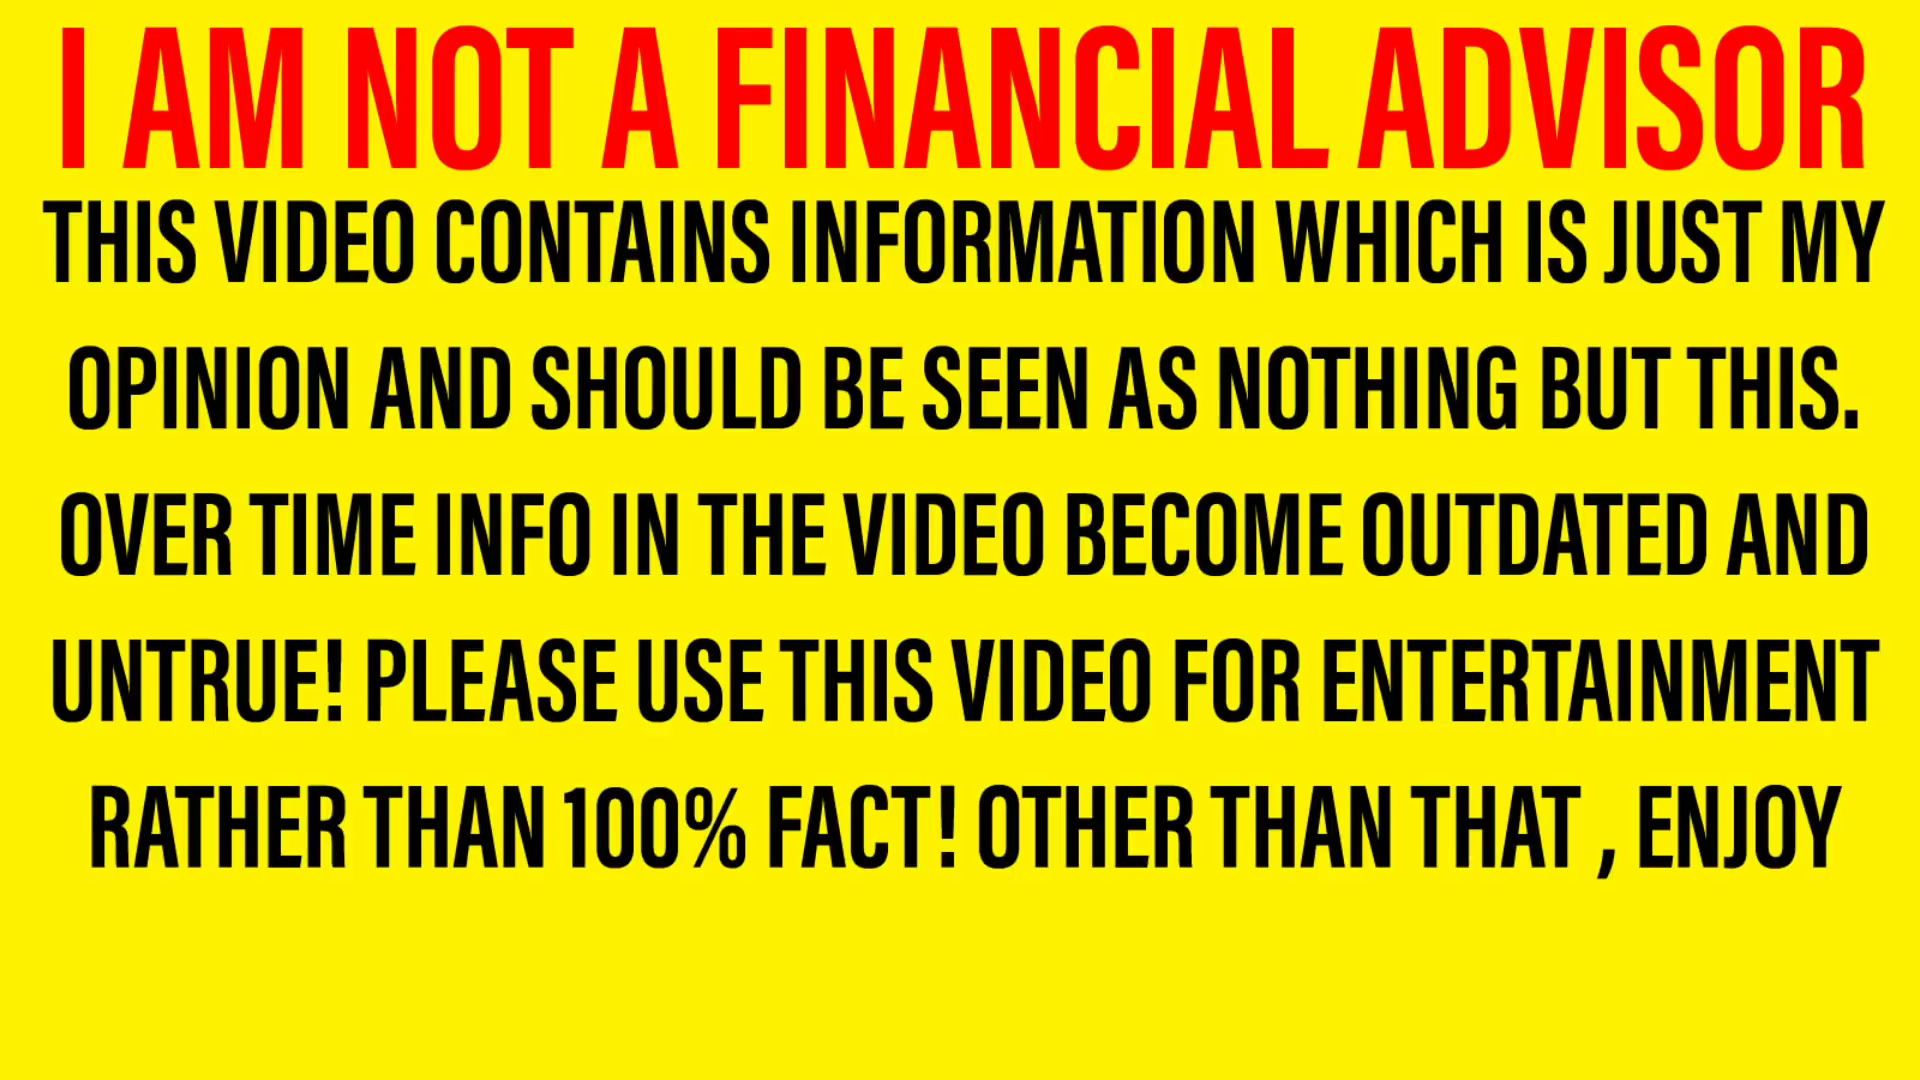 I AM NOT A FINANCIAL ADVISOR
THIS VIDEO CONTAINS INFORMATION WHICH IS JUST MY
OPINION AND SHOULD BE SEEN AS NOTHING BUT THIS.
OVER TIME INFO IN THE VIDEO BECOME OUTDATED AND
UNTRUE! PLEASE USE THIS VIDEO FOR ENTERTAINMENT
RATHER THAN 100% FACT! OTHER THAN THAT , ENJOY